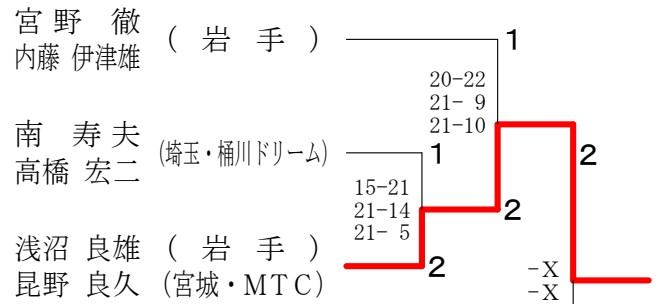 宮野 徹
内藤 伊津雄
( 岩 手 )
1
20-22
21- 9
21-10
2
南 寿夫
高橋 宏二
(埼玉・桶川ドリーム)
1
15-21
21-14
21- 5
2
浅沼 良雄 ( 岩 手 )
昆野 良久 (宮城・MTC)
2
-X
-X